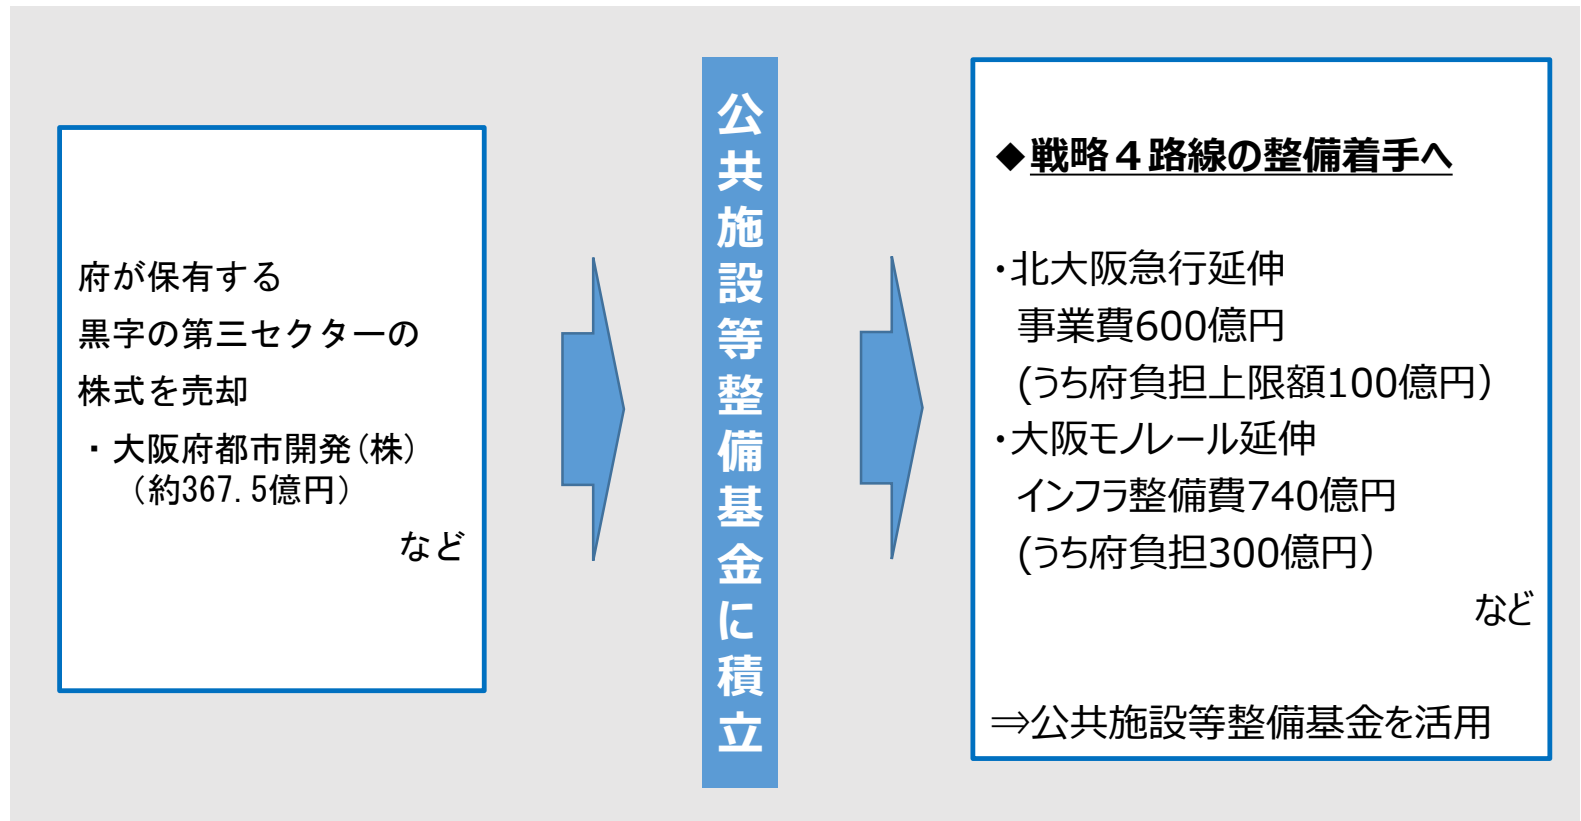 府が保有する
黒字の第三セクターの
株式を売却
・大阪府都市開発(株)
（約367.5億円）
など
公共施設等整備基金に積立
◆戦略４路線の整備着手へ
・北大阪急行延伸
事業費600億円
(うち府負担上限額100億円）
・大阪モノレール延伸
インフラ整備費740億円
(うち府負担300億円）
など
⇒公共施設等整備基金を活用